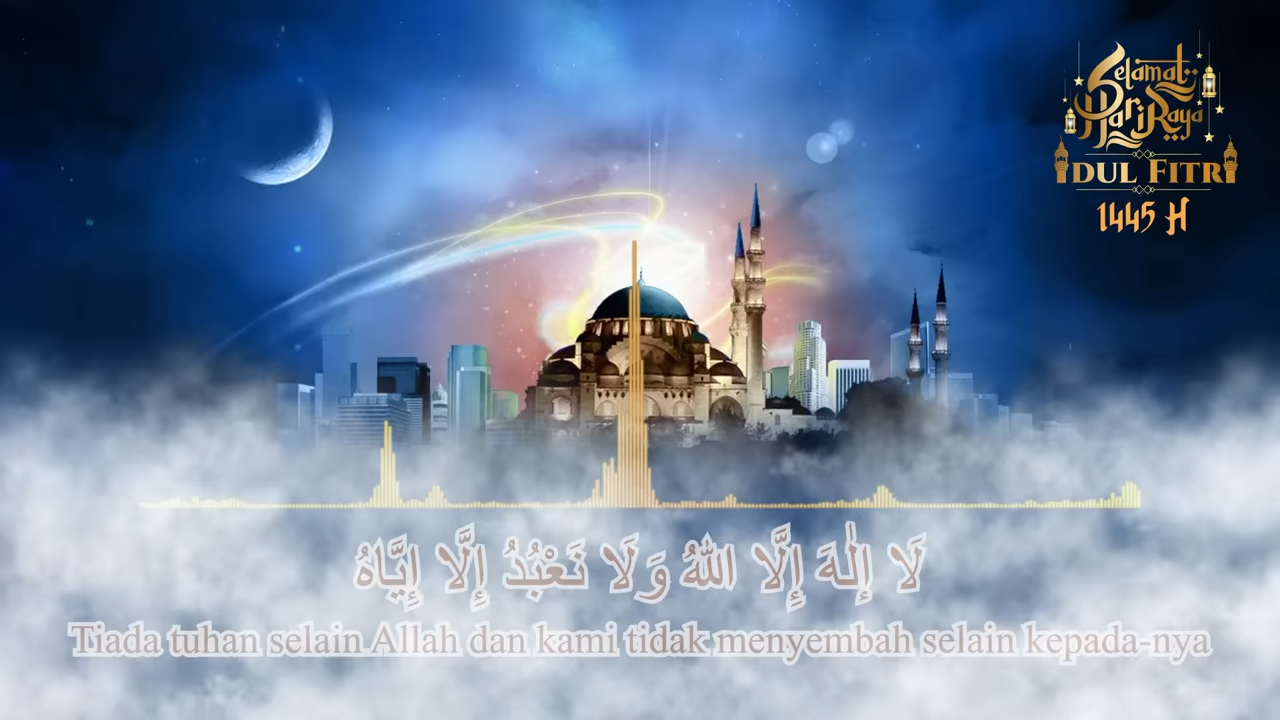 Selamat
Hari Raya
IDUL FITRI
1445 H
لَا إِلٰهَ إِلَّا اللهُ وَلَا نَعْبُدُ إِلَّا إِيَّاهُ
Tiada tuhan selain Allah dan kami tidak menyembah selain kepada-nya